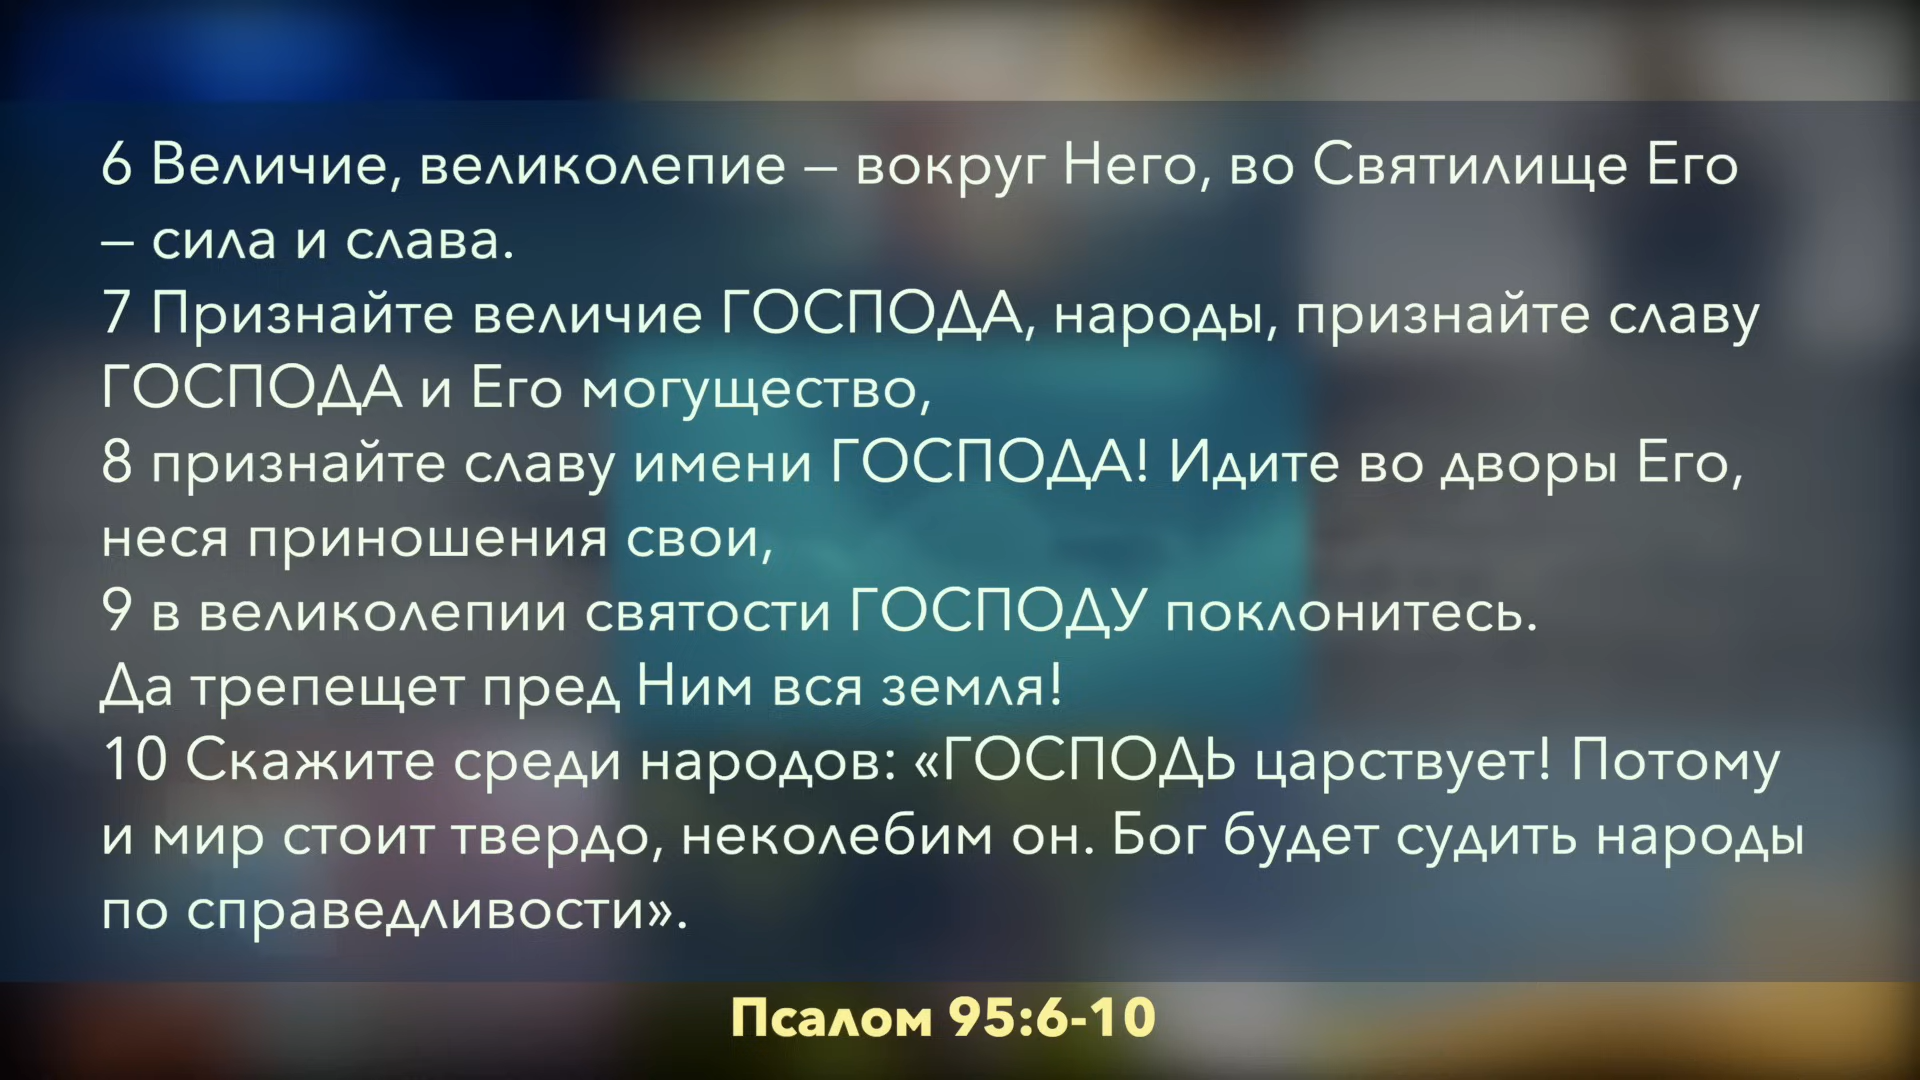 6 Величие, великолепие – вокруг Него, во Святилище Его
– сила и слава.
7 Признайте величие ГОСПОДА, народы, признайте славу
ГОСПОДА и Его могущество,
8 признайте славу имени ГОСПОДА! Идите во дворы Его,
неся приношения свои,
9 в великолепии святости ГОСПОДУ поклонитесь.
Да трепещет пред Ним вся земля!
10 Скажите среди народов: «ГОСПОДЬ царствует! Потому
и мир стоит твердо, неколебим он. Бог будет судить народы
по справедливости».
Псалом 95:6-10